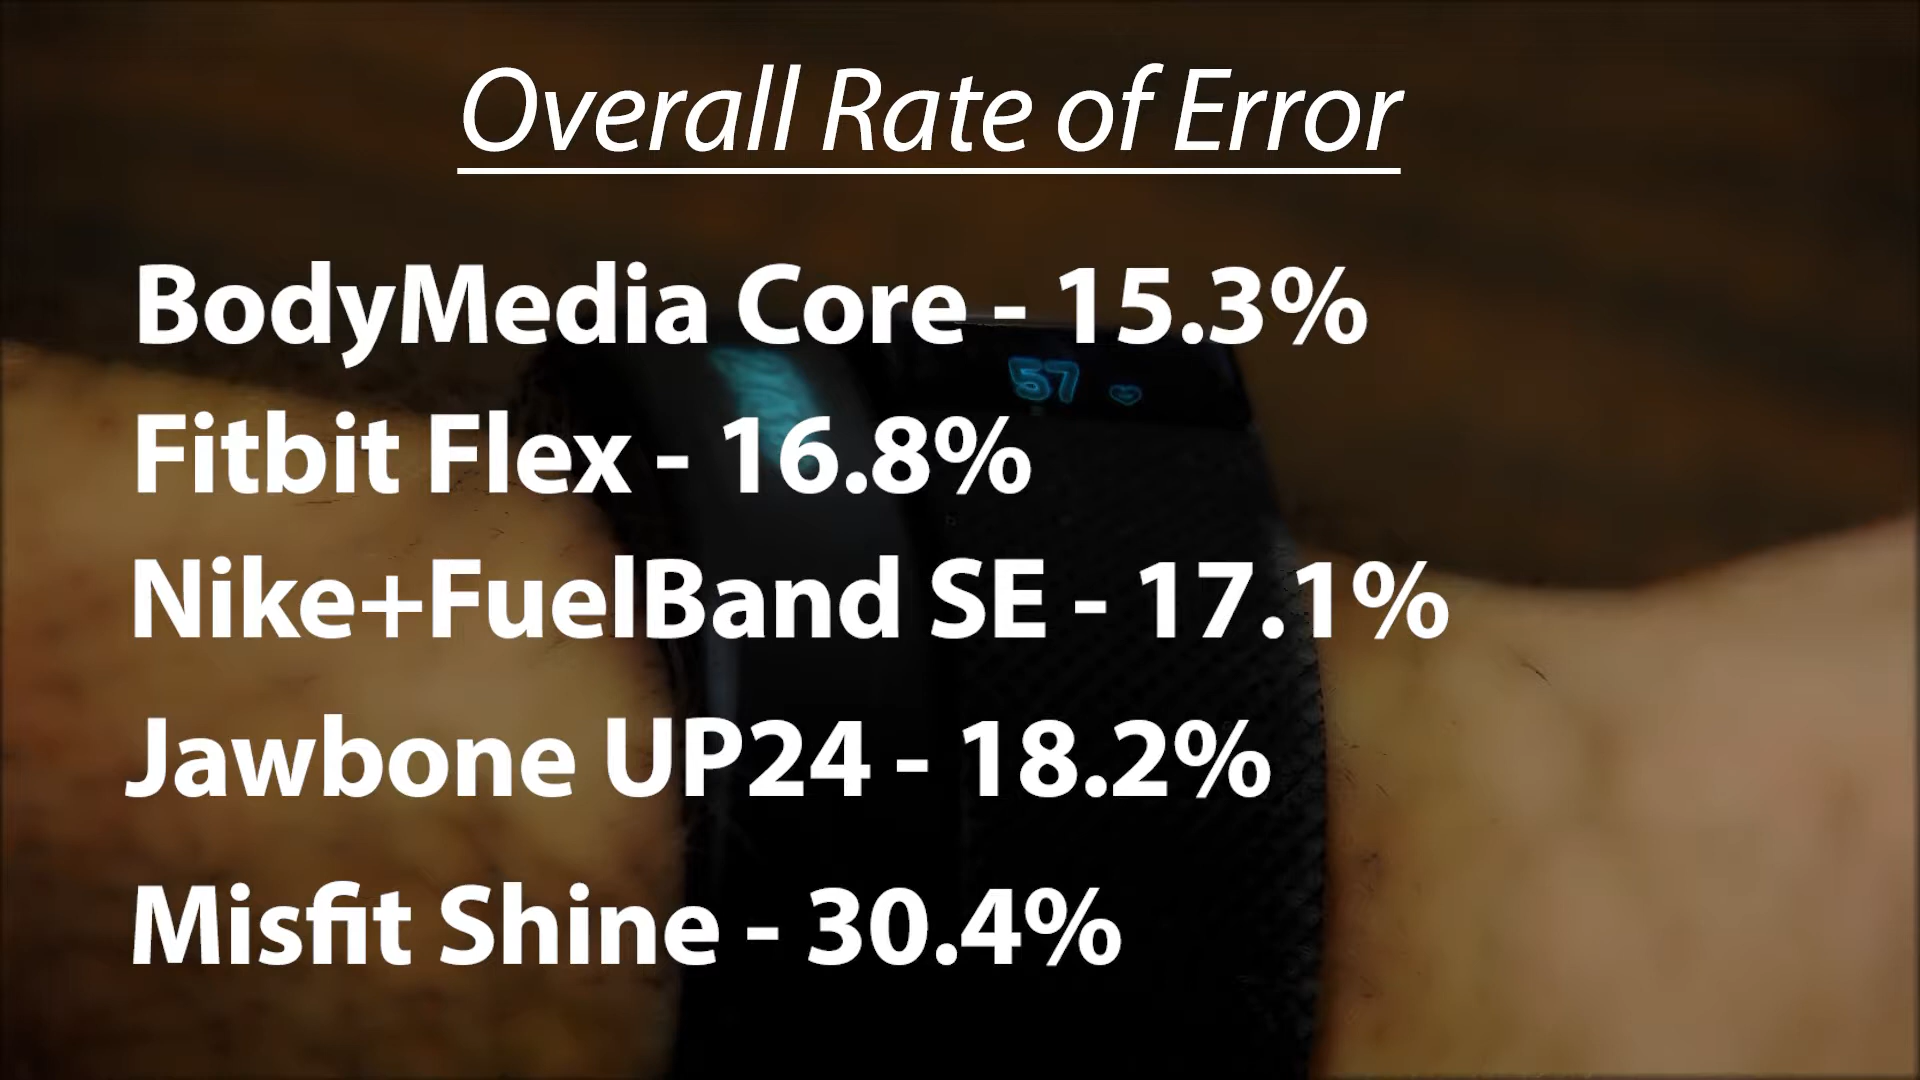 Overall Rate of Error
BodyMedia Core - 15.3%
57
Fitbit Flex - 16.8%
Nike+FuelBand SE - 17.1%
Jawbone UP24 - 18.2%
Misfit Shine - 30.4%